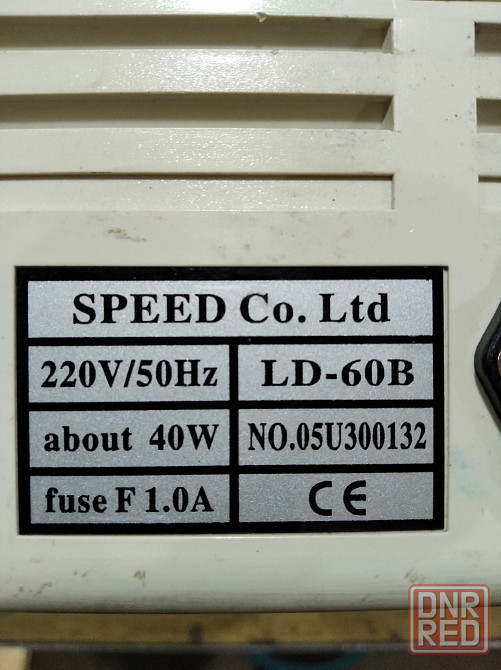 SPEED Co. Ltd
220V/50Hz LD-60B
about 40W NO.05U300132
fuse F 1.0A CE
DNR
RED